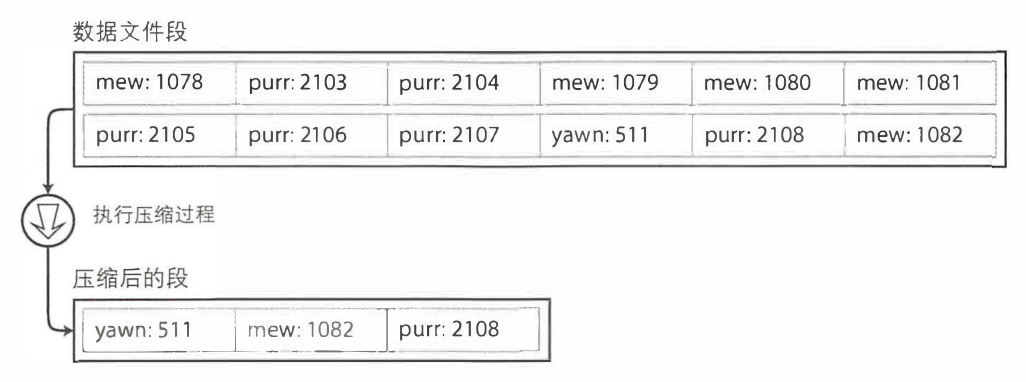 数据文件段
mew: 1078 purr: 2103 purr: 2104 mew: 1079 mew: 1080 mew: 1081
purr: 2105 purr: 2106 purr: 2107 yawn: 511 purr: 2108 mew: 1082
执行压缩过程
压缩后的段
yawn: 511 mew: 1082 purr: 2108